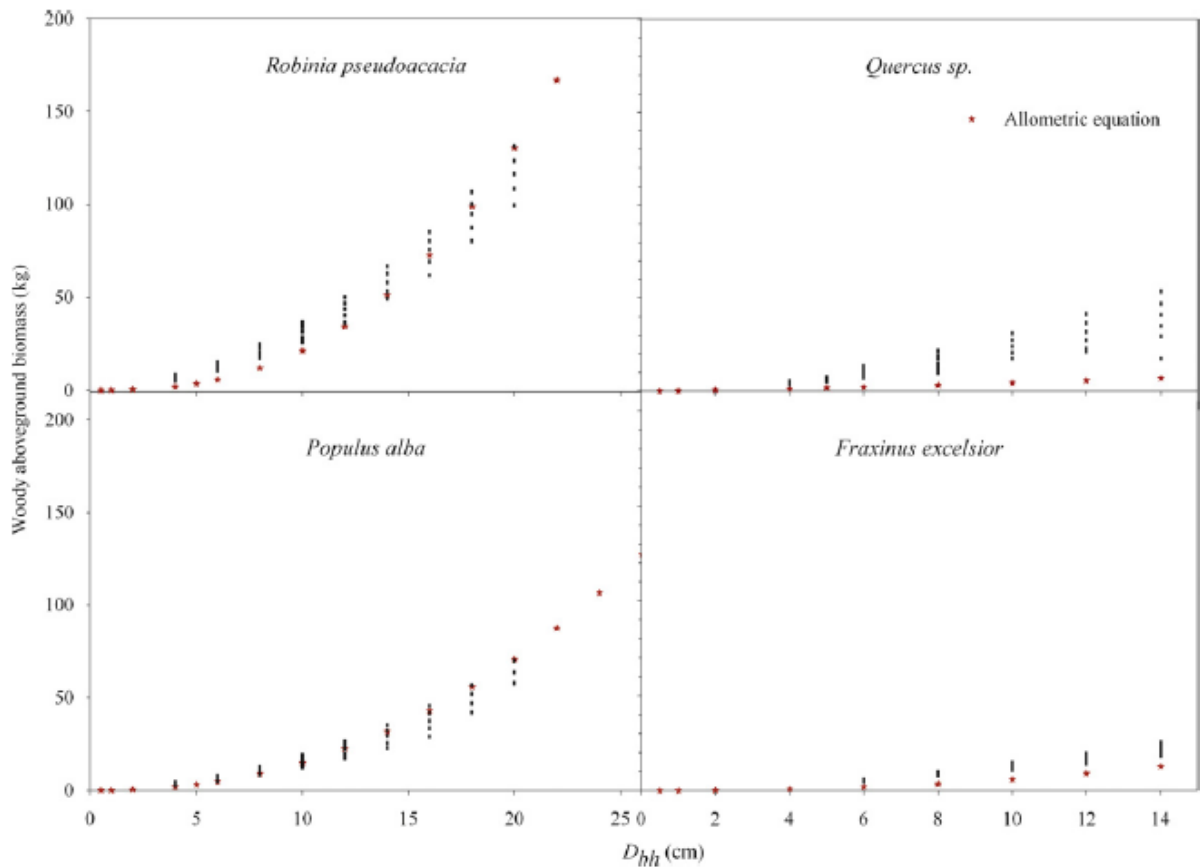 200
150
100
50
0
Woody aboveground biomass (kg)
Robinia pseudoacacia
Quercus sp.
Allometric equation
200
150
100
50
0
Populus alba
Fraxinus excelsior
0 5 10 15 20 25 0 2 4 6 8 10 12 14
Dbh (cm)